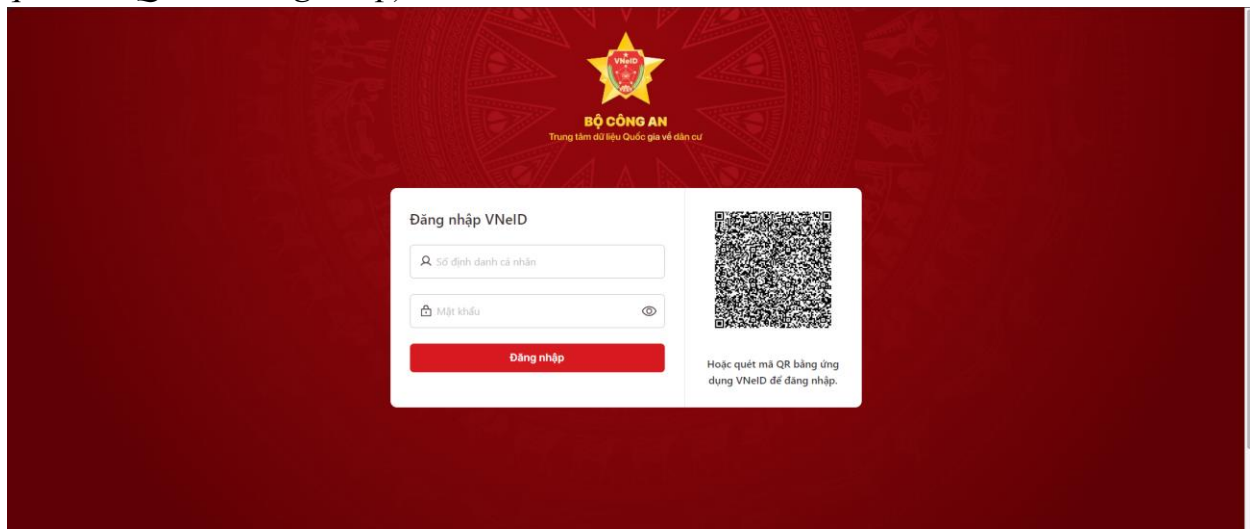 VNeID
BỘ CÔNG AN
Trung tâm dữ liệu Quốc gia về dân cư
Đăng nhập VNeID
Số định danh cá nhân
Mật khẩu
Đăng nhập
Hoặc quét mã QR bằng ứng
dụng VNeID để đăng nhập.